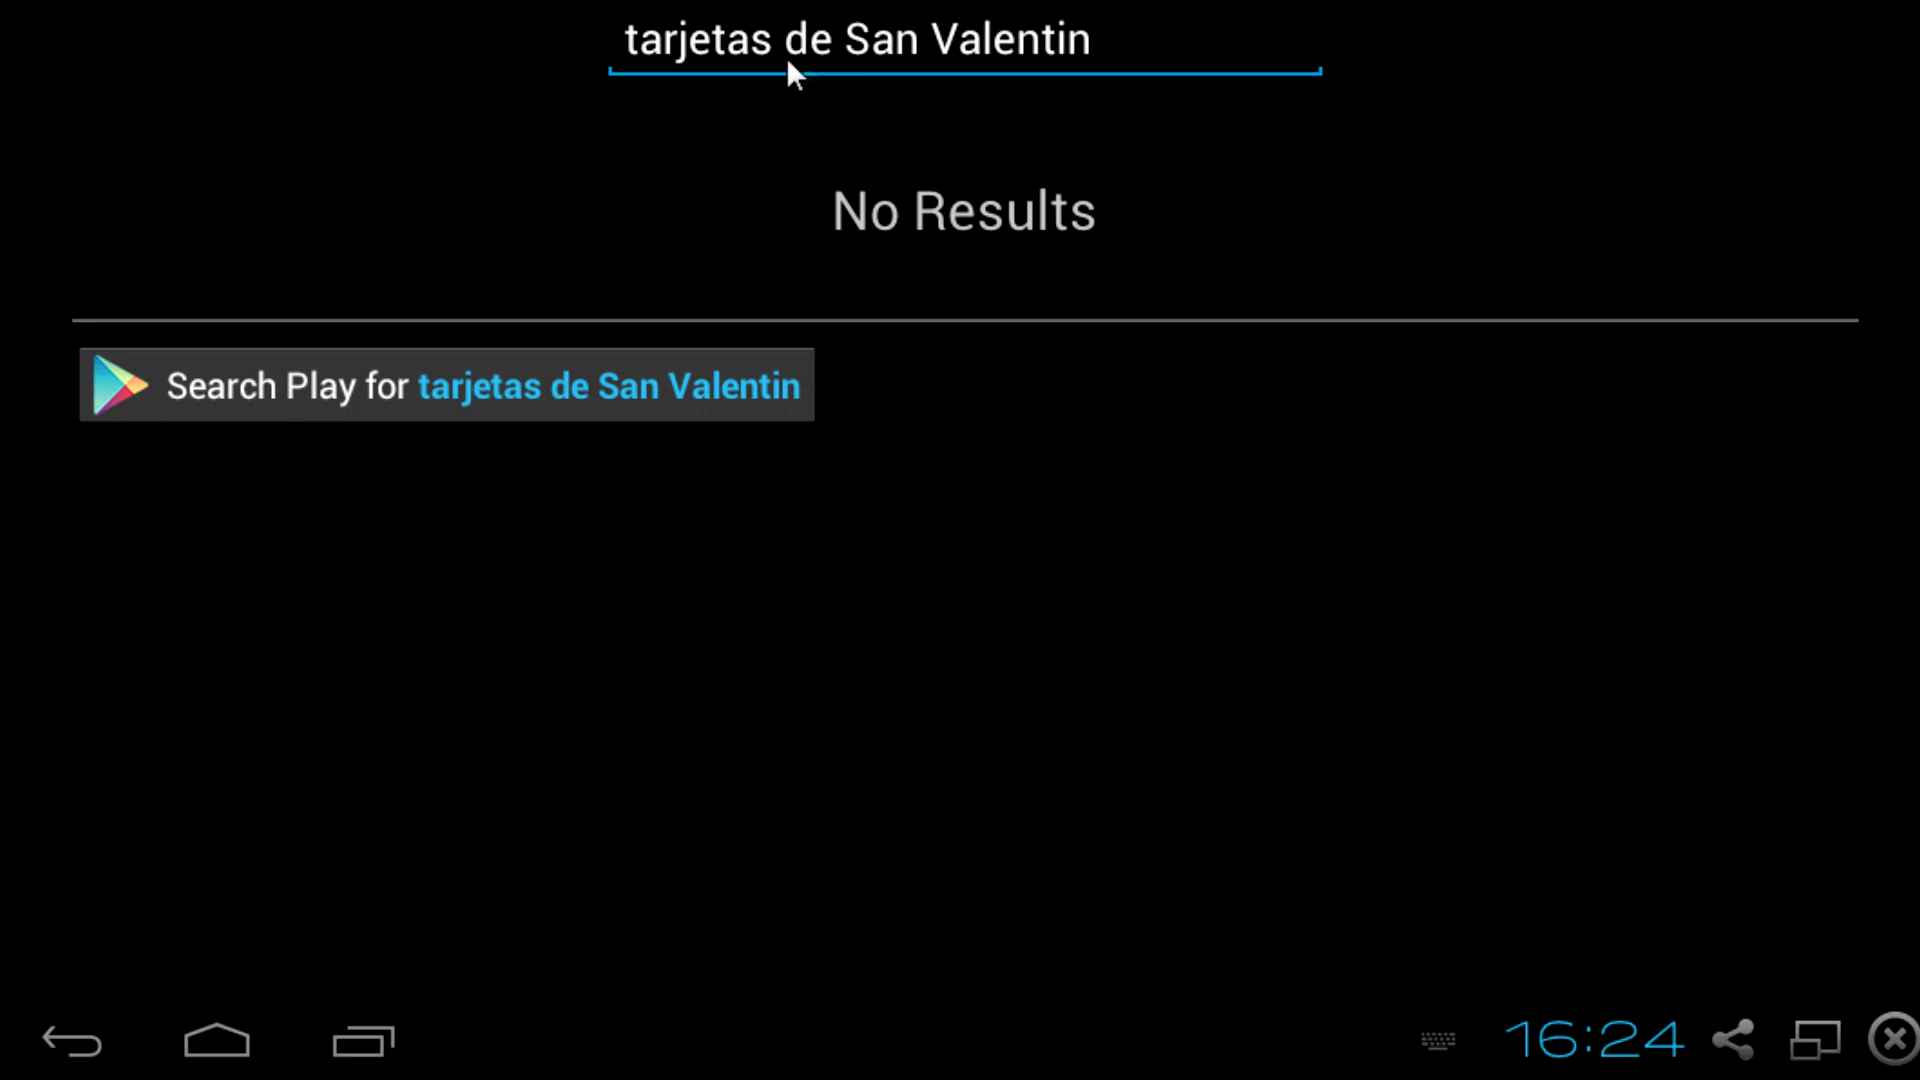 tarjetas de San Valentin
No Results
Search Play for tarjetas de San Valentin
16:24